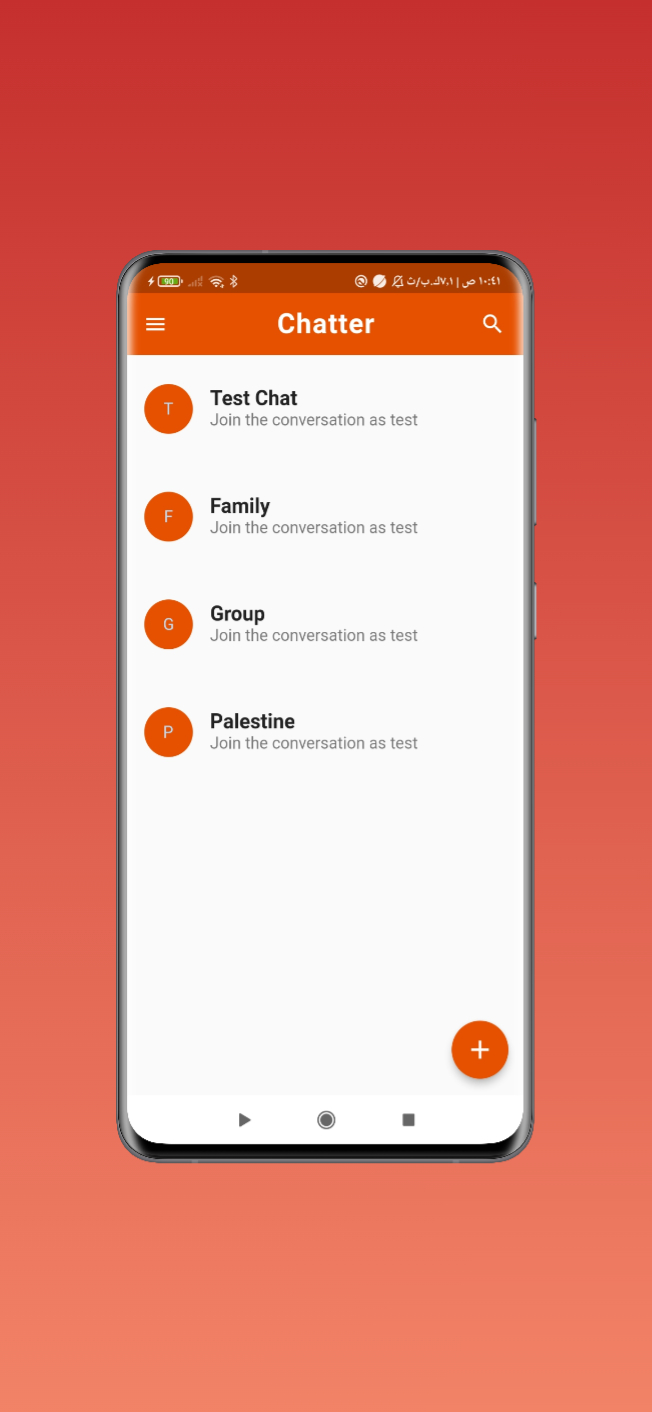 90
١٠:٤١ ص | ٧,١ك.ب/ث
Chatter
T
Test Chat
Join the conversation as test
F
Family
Join the conversation as test
G
Group
Join the conversation as test
P
Palestine
Join the conversation as test